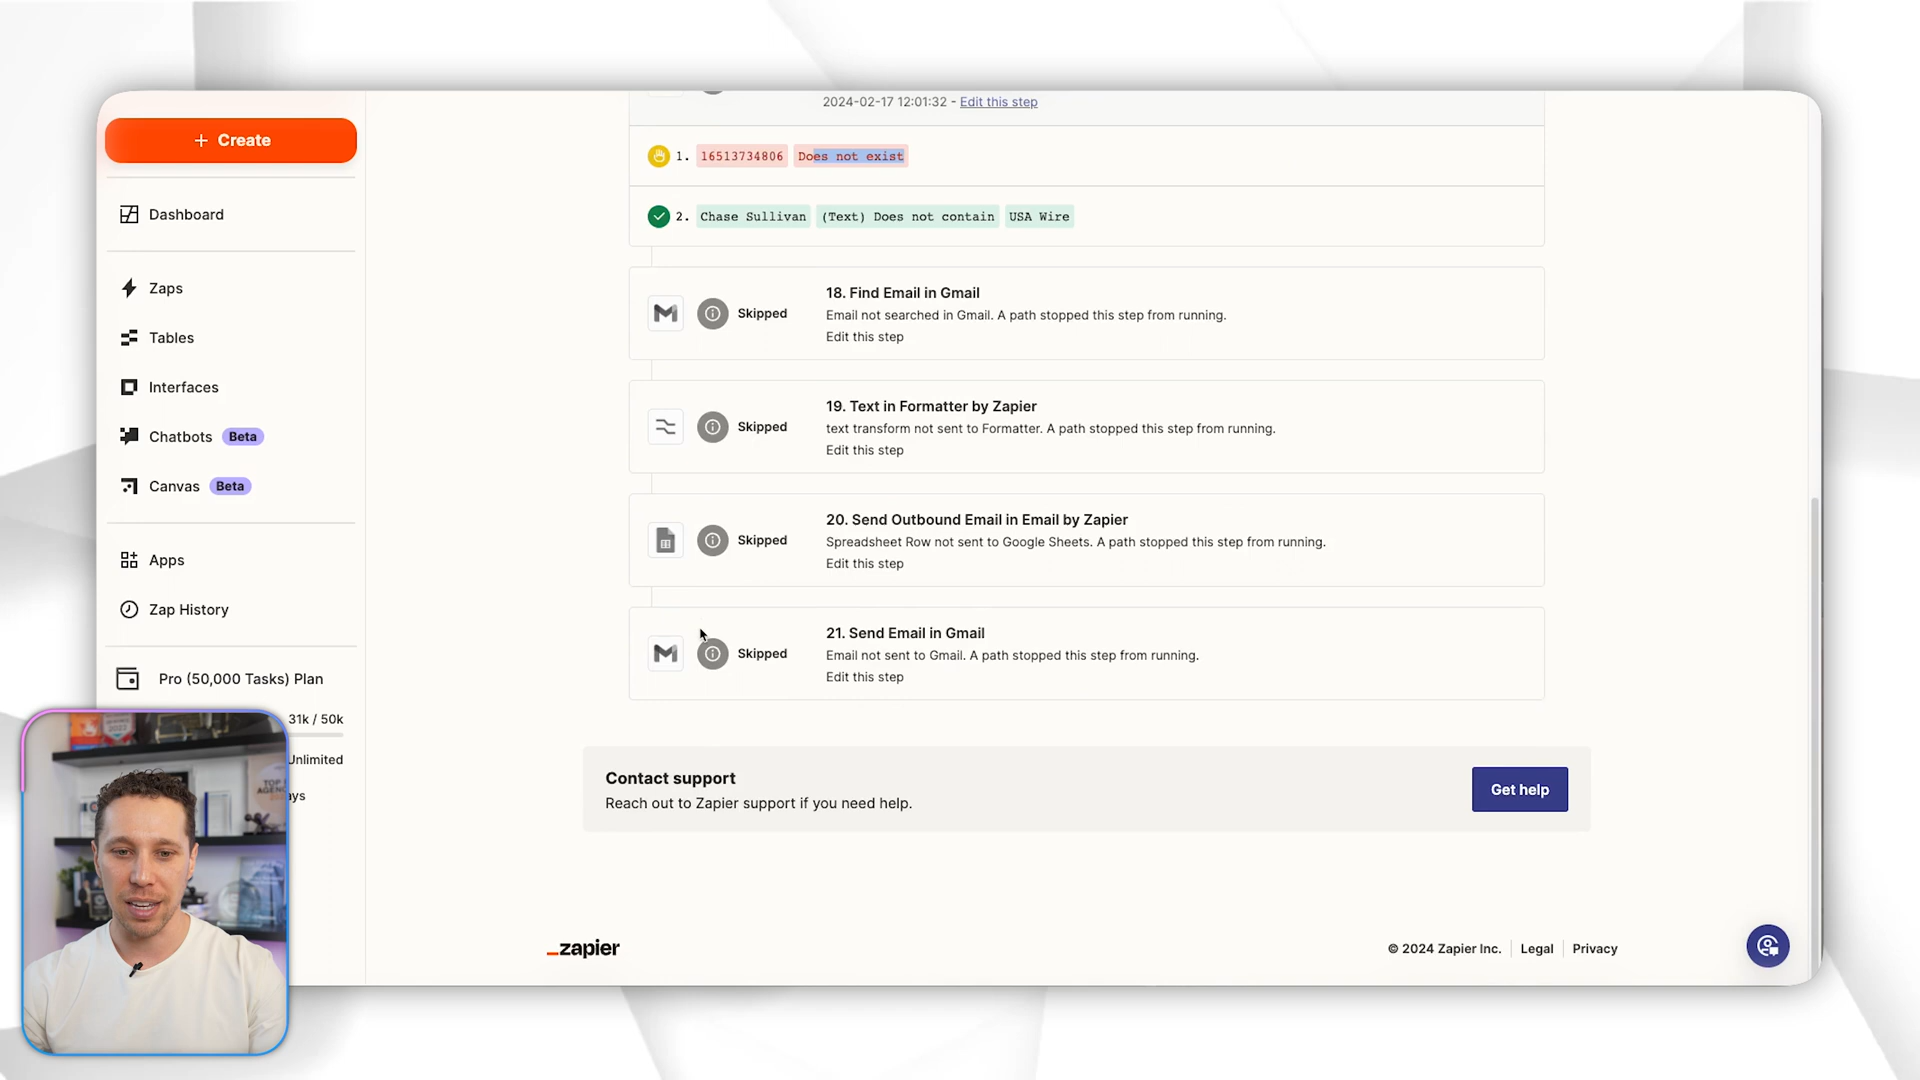 + Create
Dashboard
Zaps
Tables
Interfaces
Chatbots Beta
Canvas Beta
Apps
Zap History
Pro (50,000 Tasks) Plan
31k / 50k
Unlimited
ays
2024-02-17 12:01:32 - Edit this step
1. 16513734806 Does not exist
2. Chase Sullivan (Text) Does not contain USA Wire
Skipped
18. Find Email in Gmail
Email not searched in Gmail. A path stopped this step from running.
Edit this step
Skipped
19. Text in Formatter by Zapier
text transform not sent to Formatter. A path stopped this step from running.
Edit this step
Skipped
20. Send Outbound Email in Email by Zapier
Spreadsheet Row not sent to Google Sheets. A path stopped this step from running.
Edit this step
Skipped
21. Send Email in Gmail
Email not sent to Gmail. A path stopped this step from running.
Edit this step
Contact support
Reach out to Zapier support if you need help.
Get help
zapier
© 2024 Zapier Inc. Legal Privacy